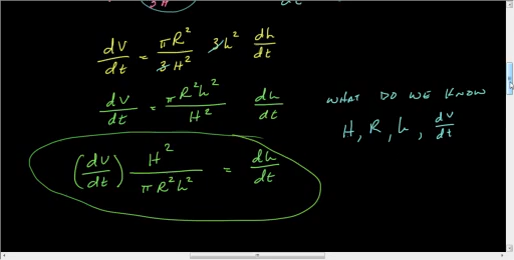 dV/dt = πR²/3H² 3h² dh/dt
dV/dt = πR²h²/H² dh/dt
WHAT DO WE KNOW
H, R, h, dV/dt
(dV/dt) H²/πR²h² = dh/dt